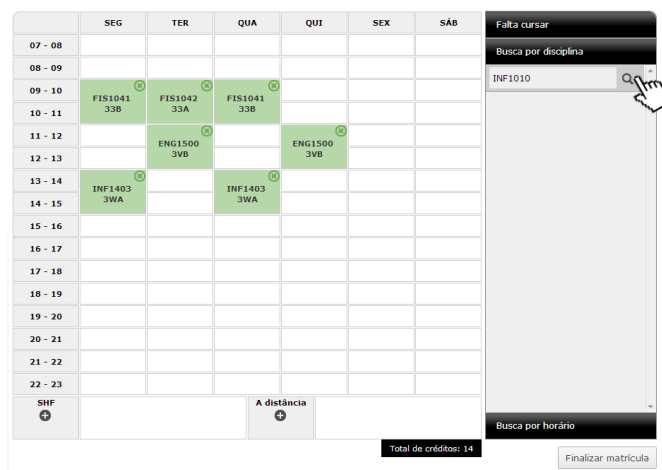 SEG TER QUA QUI SEX SÁB
07 - 08
08 - 09
09 - 10
FIS1041
33B
FIS1042
33A
FIS1041
33B
10 - 11
11 - 12
ENG1500
3VB
ENG1500
3VB
12 - 13
13 - 14
INF1403
3WA
INF1403
3WA
14 - 15
15 - 16
16 - 17
17 - 18
18 - 19
19 - 20
20 - 21
21 - 22
22 - 23
SHF
A distância
Total de créditos: 14
Falta cursar
Busca por disciplina
INF1010
Busca por horário
Finalizar matrícula